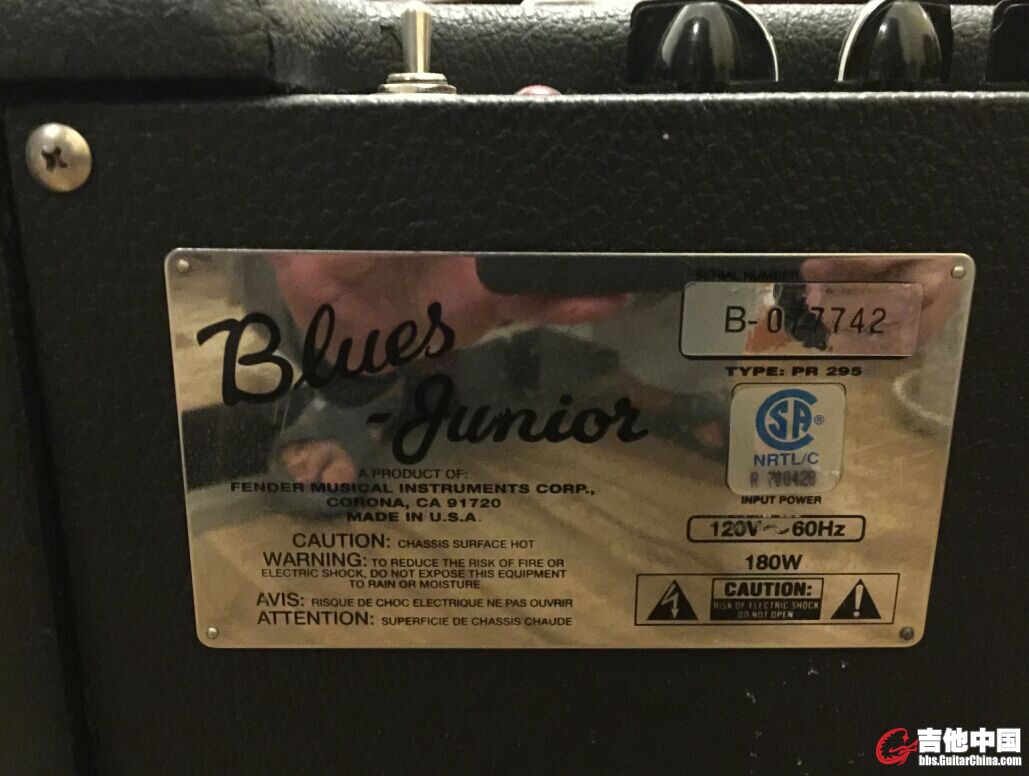 Blues
-Junior
A PRODUCT OF:
FENDER MUSICAL INSTRUMENTS CORP.,
CORONA, CA 91720
MADE IN U.S.A.
CAUTION: CHASSIS SURFACE HOT
WARNING: TO REDUCE THE RISK OF FIRE OR
ELECTRIC SHOCK, DO NOT EXPOSE THIS EQUIPMENT
TO RAIN OR MOISTURE
AVIS: RISQUE DE CHOC ELECTRIQUE NE PAS OUVRIR
ATTENTION: SUPERFICIE DE CHASSIS CHAUDE
SERIAL NUMBER
B-077742
TYPE: PR 295
CSA®
NRTL/C
R 700428
INPUT POWER
120V~60Hz
180W
CAUTION:
RISK OF ELECTRIC SHOCK
DO NOT OPEN
!
吉他中国
bbs.GuitarChina.com